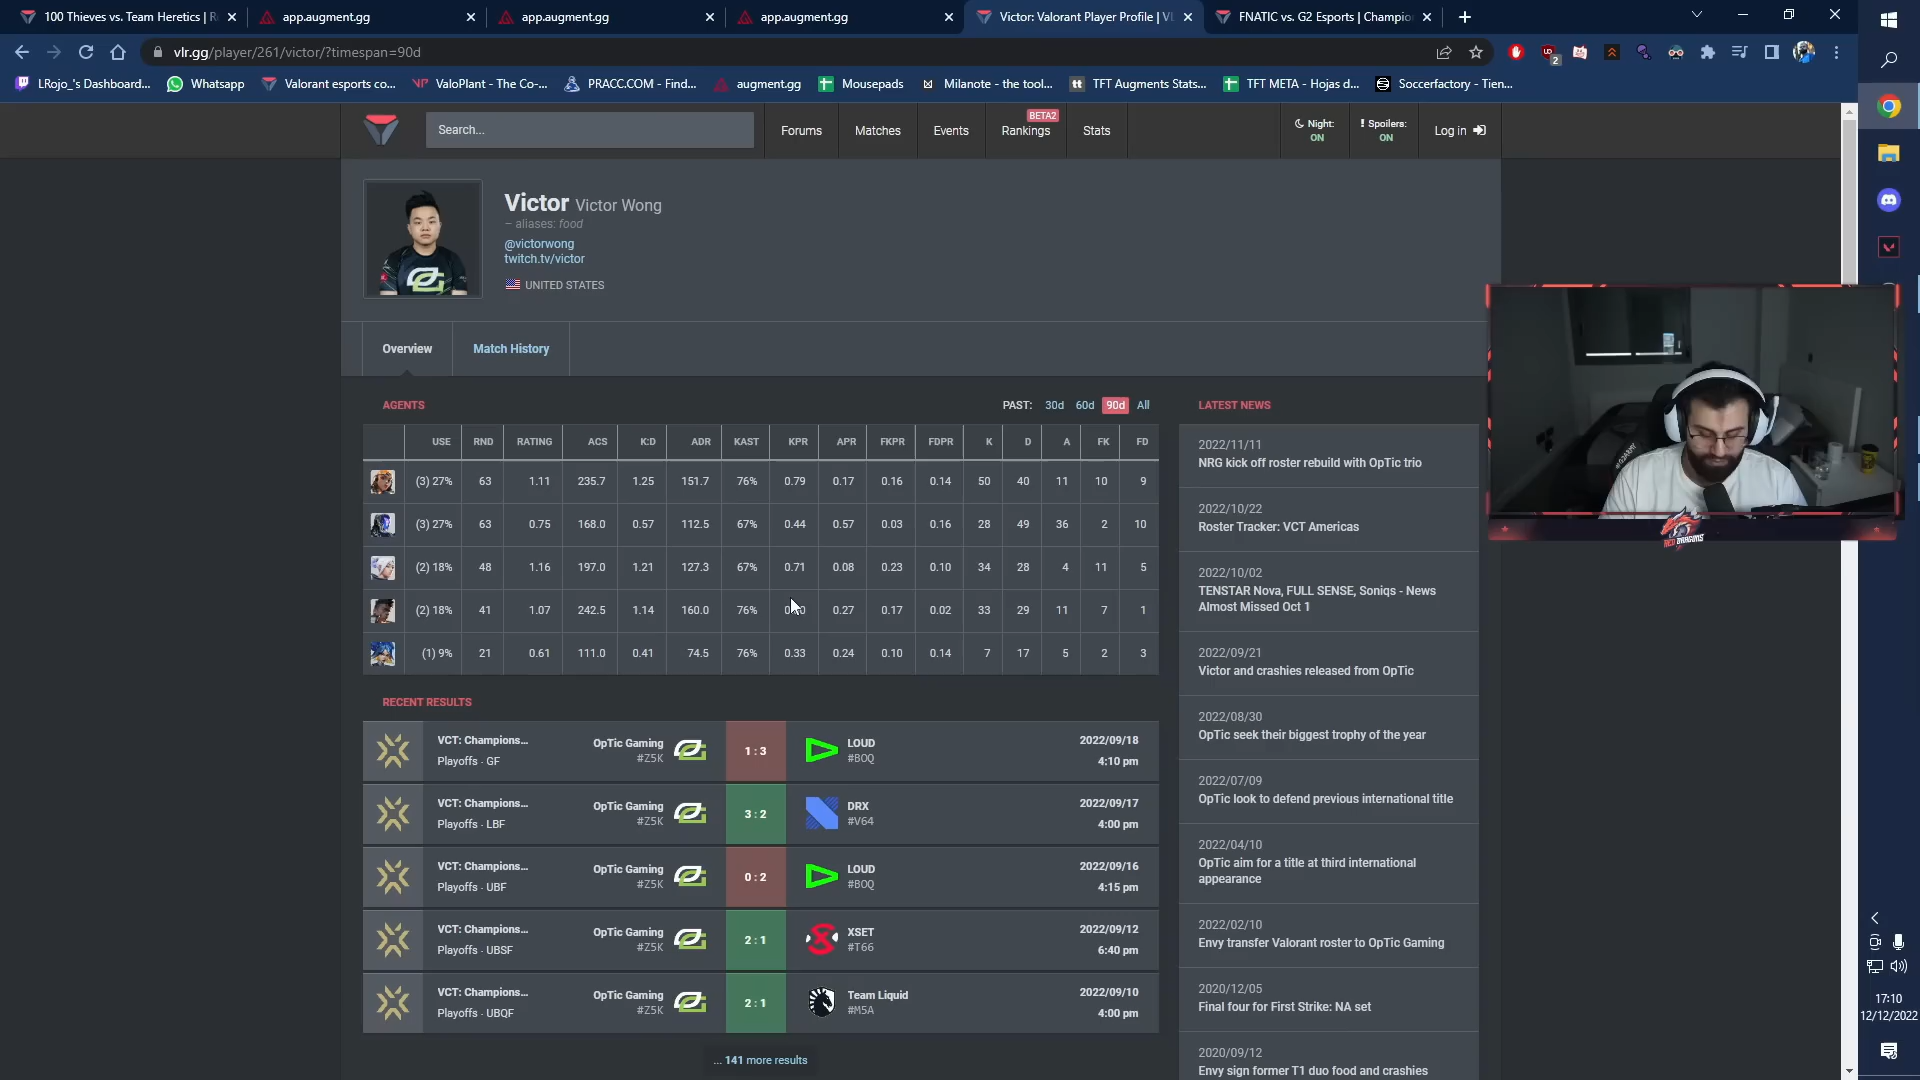 100 Thieves vs. Team Heretics | R
app.augment.gg
app.augment.gg
app.augment.gg
Victor: Valorant Player Profile | VL
FNATIC vs. G2 Esports | Champio
vlr.gg/player/261/victor/?timespan=90d
2
LRojo_'s Dashboard...
Whatsapp
Valorant esports co...
ValoPlant - The Co-...
PRACC.COM - Find...
augment.gg
Mousepads
Milanote - the tool...
tt
TFT Augments Stats...
TFT META - Hojas d...
Soccerfactory - Tien...
Search...
Forums
Matches
Events
BETA2
Rankings
Stats
Night:
ON
! Spoilers:
ON
Log in
Victor Victor Wong
– aliases: food
@victorwong
twitch.tv/victor
UNITED STATES
Overview
Match History
AGENTS
PAST: 30d 60d 90d All
USE RND RATING ACS K:D ADR KAST KPR APR FKPR FDPR K D A FK FD
(3) 27% 63 1.11 235.7 1.25 151.7 76% 0.79 0.17 0.16 0.14 50 40 11 10 9
(3) 27% 63 0.75 168.0 0.57 112.5 67% 0.44 0.57 0.03 0.16 28 49 36 2 10
(2) 18% 48 1.16 197.0 1.21 127.3 67% 0.71 0.08 0.23 0.10 34 28 4 11 5
(2) 18% 41 1.07 242.5 1.14 160.0 76% 0.27 0.17 0.02 33 29 11 7 1
(1) 9% 21 0.61 111.0 0.41 74.5 76% 0.33 0.24 0.10 0.14 7 17 5 2 3
RECENT RESULTS
VCT: Champions... OpTic Gaming 1 : 3 LOUD 2022/09/18
Playoffs - GF #Z5K #BOQ 4:10 pm
VCT: Champions... OpTic Gaming 3 : 2 DRX 2022/09/17
Playoffs - LBF #Z5K #V64 4:00 pm
VCT: Champions... OpTic Gaming 0 : 2 LOUD 2022/09/16
Playoffs - UBF #Z5K #BOQ 4:15 pm
VCT: Champions... OpTic Gaming 2 : 1 XSET 2022/09/12
Playoffs - UBSF #Z5K #T66 6:40 pm
VCT: Champions... OpTic Gaming 2 : 1 Team Liquid 2022/09/10
Playoffs - UBQF #Z5K #M5A 4:00 pm
... 141 more results
LATEST NEWS
2022/11/11
NRG kick off roster rebuild with OpTic trio
2022/10/22
Roster Tracker: VCT Americas
2022/10/02
TENSTAR Nova, FULL SENSE, Soniqs - News
Almost Missed Oct 1
2022/09/21
Victor and crashies released from OpTic
2022/08/30
OpTic seek their biggest trophy of the year
2022/07/09
OpTic look to defend previous international title
2022/04/10
OpTic aim for a title at third international
appearance
2022/02/10
Envy transfer Valorant roster to OpTic Gaming
2020/12/05
Final four for First Strike: NA set
2020/09/12
Envy sign former T1 duo food and crashies
RED DRAGONS
17:10
12/12/2022